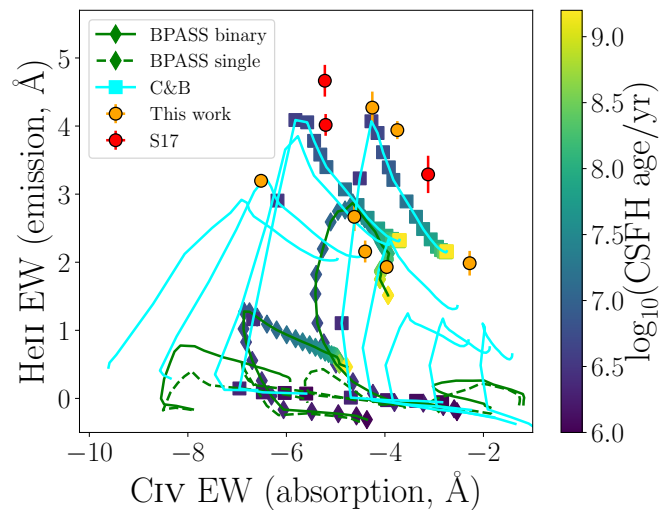 BPASS binary
BPASS single
C&B
This work
S17
5
4
3
2
1
0
HeII EW (emission, Å)
−10
−8
−6
−4
−2
CIV EW (absorption, Å)
9.0
8.5
8.0
7.5
7.0
6.5
6.0
log₁₀(CSFH age/yr)